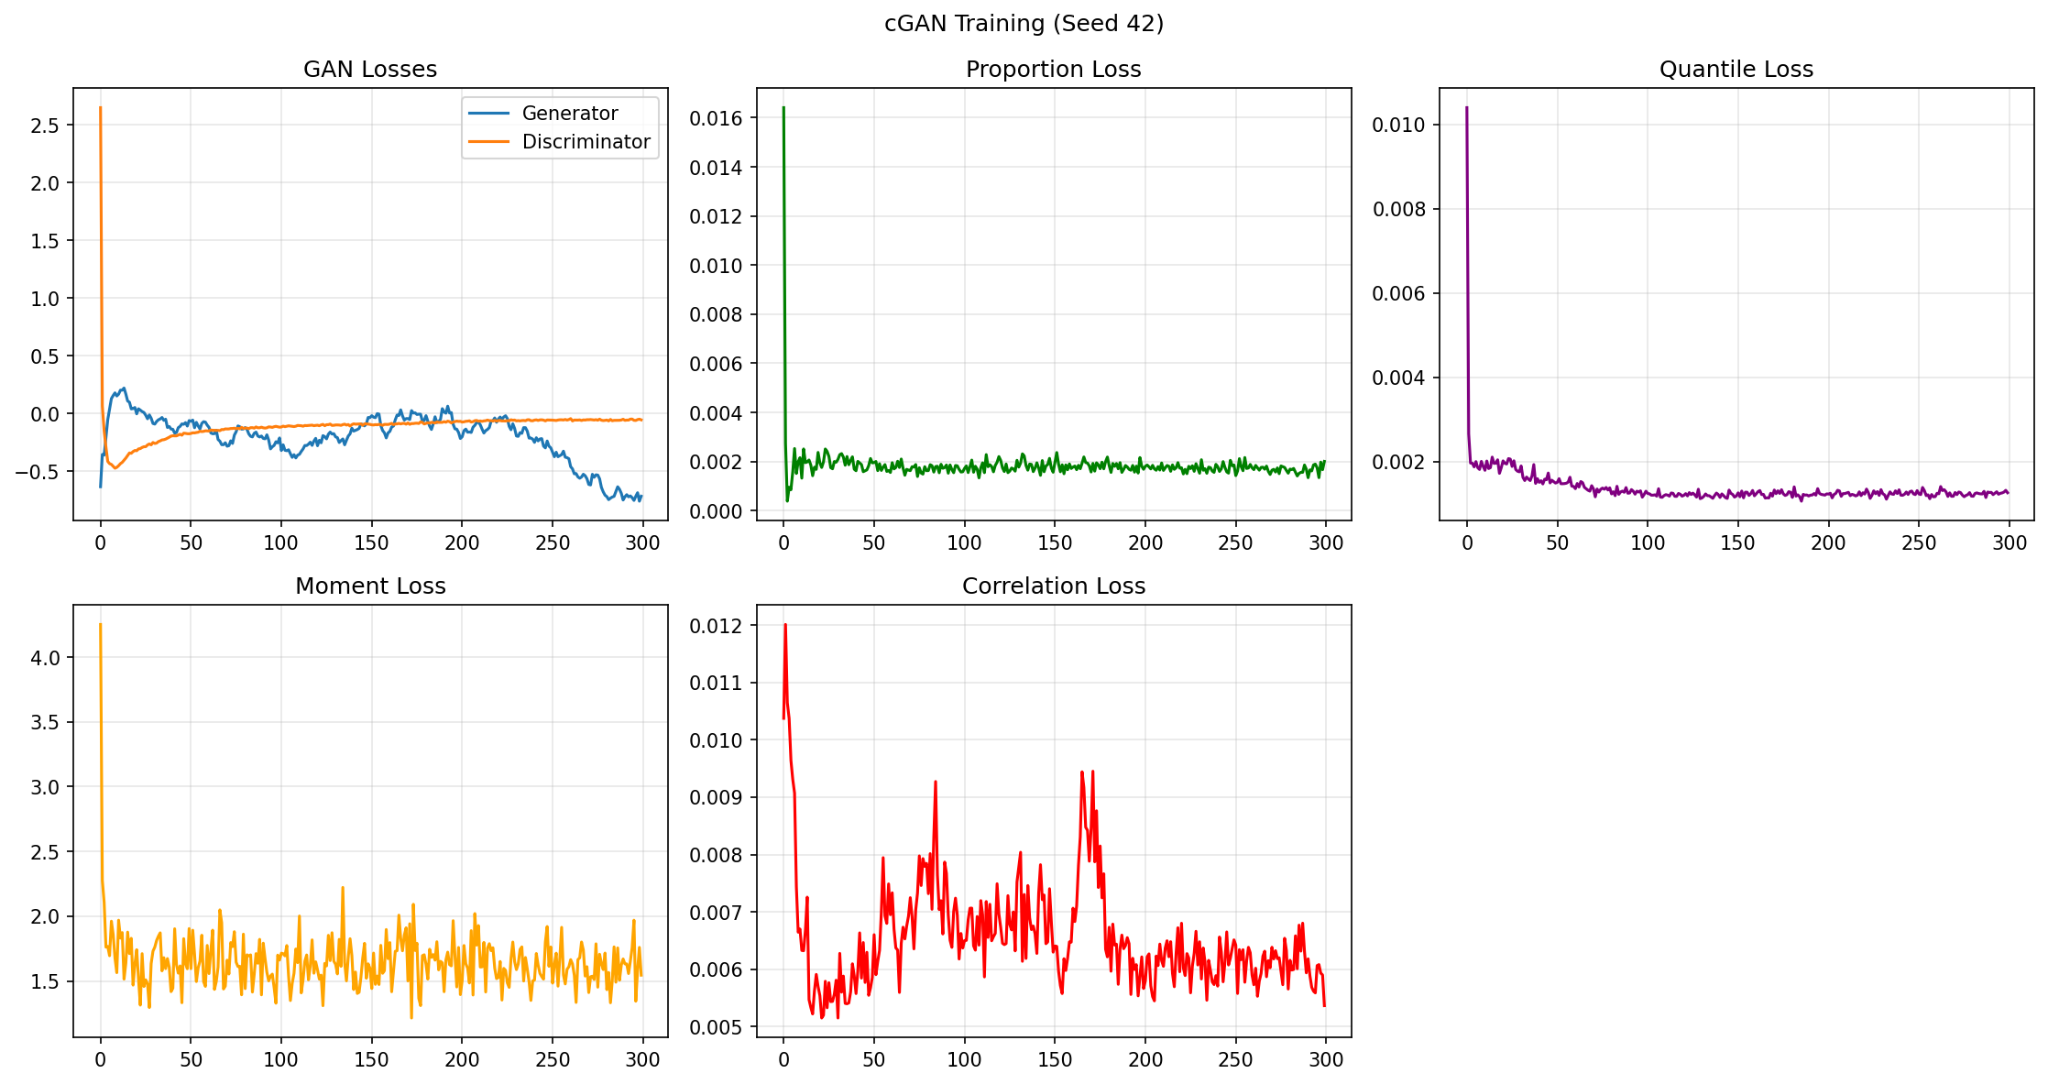 cGAN Training (Seed 42)
GAN Losses
Generator
Discriminator
2.5
2.0
1.5
1.0
0.5
0.0
−0.5
0 50 100 150 200 250 300
Proportion Loss
0.016
0.014
0.012
0.010
0.008
0.006
0.004
0.002
0.000
0 50 100 150 200 250 300
Quantile Loss
0.010
0.008
0.006
0.004
0.002
0 50 100 150 200 250 300
Moment Loss
4.0
3.5
3.0
2.5
2.0
1.5
0 50 100 150 200 250 300
Correlation Loss
0.012
0.011
0.010
0.009
0.008
0.007
0.006
0.005
0 50 100 150 200 250 300